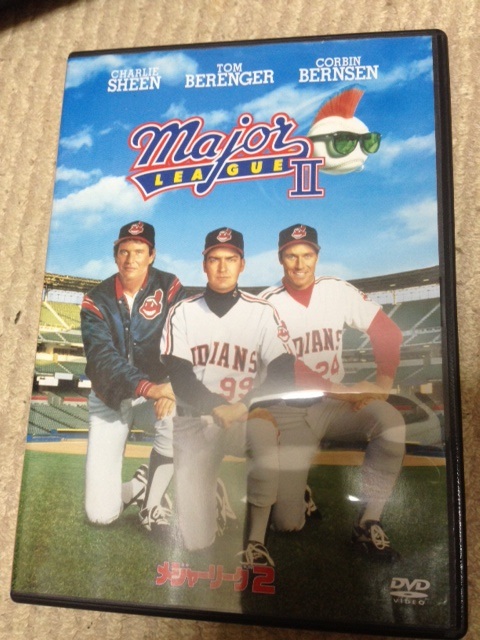 CHARLIE SHEEN
TOM BERENGER
CORBIN BERNSEN
Major
LEAGUE II
INDIANS
99
INDIANS
24
メジャーリーグ2
DVD
VIDEO